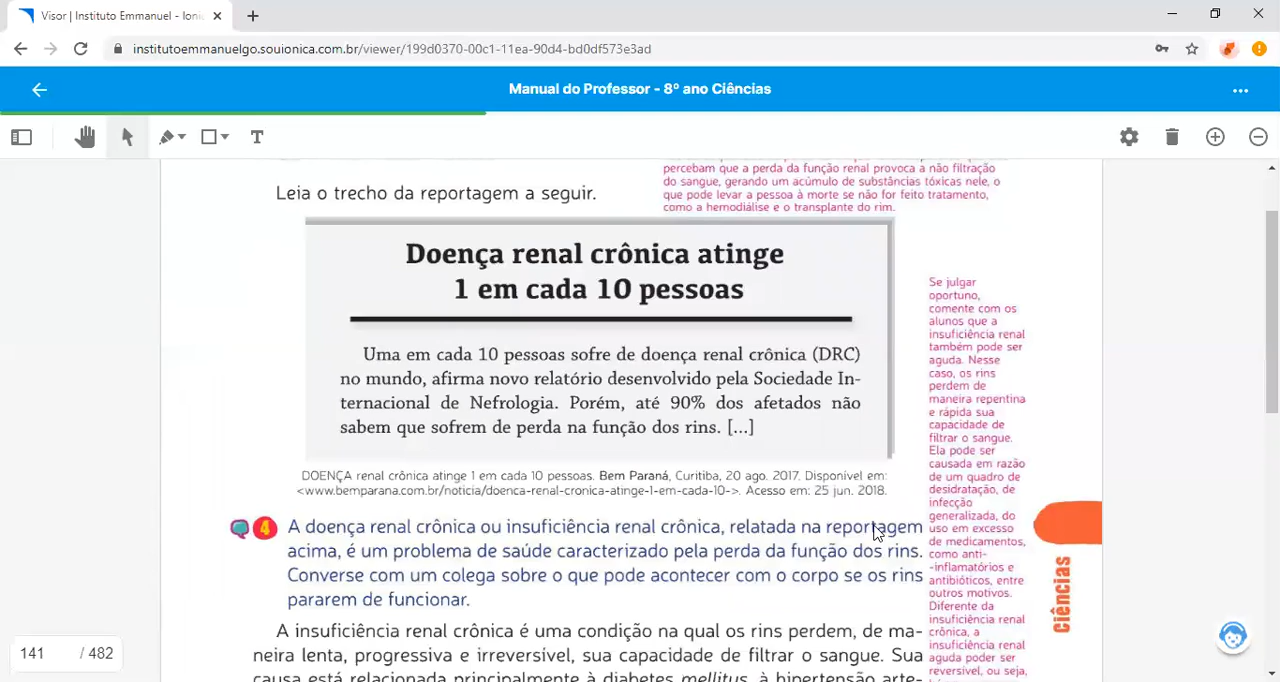 Visor | Instituto Emmanuel - Ioni
institutoemmanuelgo.souionica.com.br/viewer/199d0370-00c1-11ea-90d4-bd0df573e3ad
Manual do Professor - 8º ano Ciências
percebam que a perda da função renal provoca a não filtração
do sangue, gerando um acúmulo de substâncias tóxicas nele, o
que pode levar a pessoa à morte se não for feito tratamento,
como a hemodiálise e o transplante do rim.
Leia o trecho da reportagem a seguir.
Doença renal crônica atinge
1 em cada 10 pessoas
Uma em cada 10 pessoas sofre de doença renal crônica (DRC)
no mundo, afirma novo relatório desenvolvido pela Sociedade In-
ternacional de Nefrologia. Porém, até 90% dos afetados não
sabem que sofrem de perda na função dos rins. [...]
DOENÇA renal crônica atinge 1 em cada 10 pessoas. Bem Paraná, Curitiba, 20 ago. 2017. Disponível em:
<www.bemparana.com.br/noticia/doenca-renal-cronica-atinge-1-em-cada-10->. Acesso em: 25 jun. 2018.
4 A doença renal crônica ou insuficiência renal crônica, relatada na reportagem
acima, é um problema de saúde caracterizado pela perda da função dos rins.
Converse com um colega sobre o que pode acontecer com o corpo se os rins
pararem de funcionar.
A insuficiência renal crônica é uma condição na qual os rins perdem, de ma-
neira lenta, progressiva e irreversível, sua capacidade de filtrar o sangue. Sua
causa está relacionada principalmente à diabetes mellitus, à hipertensão arte-
Se julgar
oportuno,
comente com os
alunos que a
insuficiência renal
também pode ser
aguda. Nesse
caso, os rins
perdem de
maneira repentina
e rápida sua
capacidade de
filtrar o sangue.
Ela pode ser
causada em razão
de um quadro de
desidratação, de
infecção
generalizada, do
uso em excesso
de medicamentos,
como anti-
-inflamatórios e
antibióticos, entre
outros motivos.
Diferente da
insuficiência renal
crônica, a
insuficiência renal
aguda poder ser
reversível, ou seja,
ciências
141 / 482